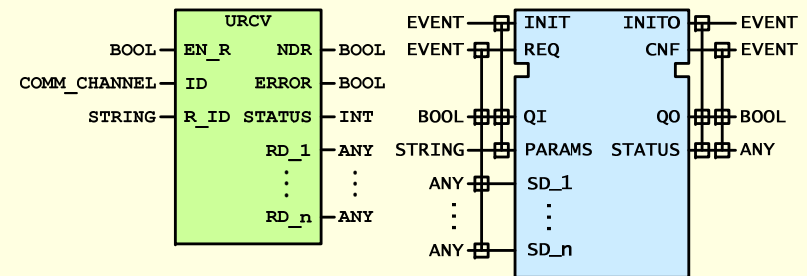 URCV
BOOL EN_R NDR BOOL
COMM_CHANNEL ID ERROR BOOL
STRING R_ID STATUS INT
RD_1 ANY
RD_n ANY
EVENT INIT INITO EVENT
EVENT REQ CNF EVENT
BOOL QI QO BOOL
STRING PARAMS STATUS ANY
ANY SD_1
ANY SD_n